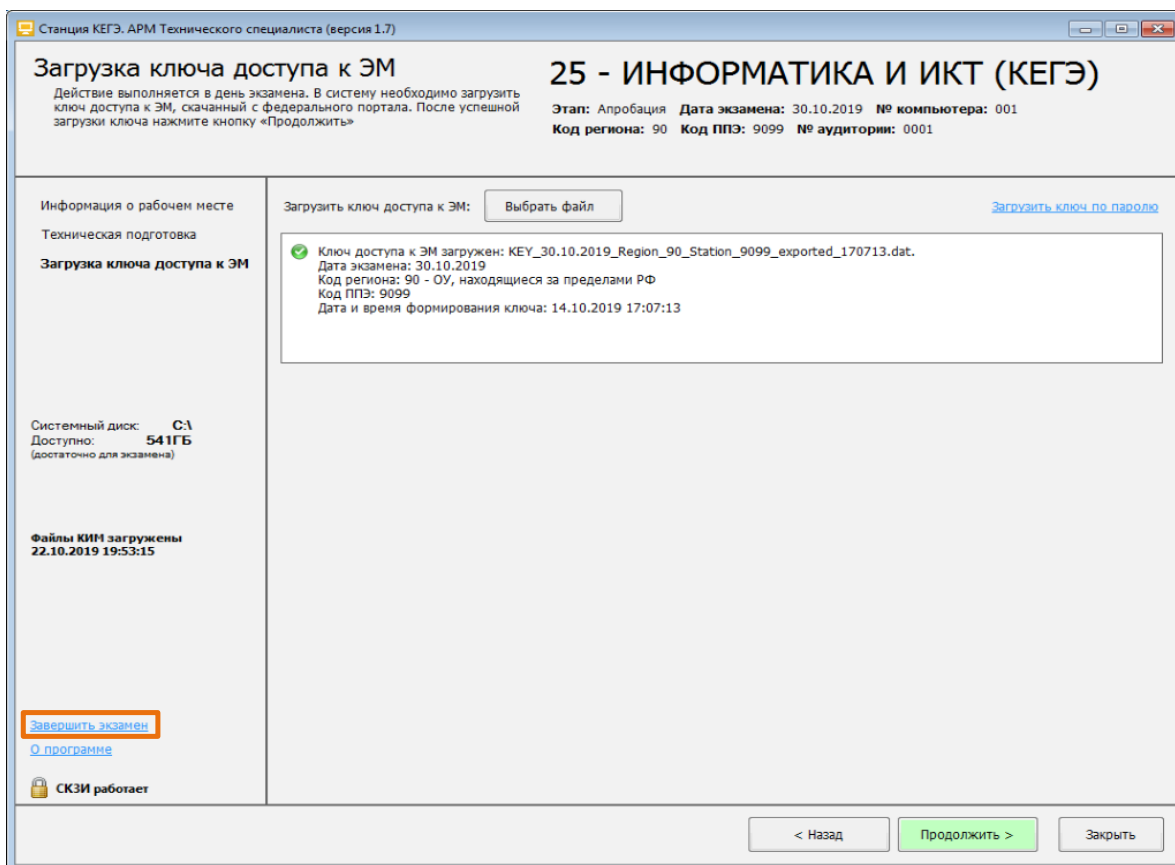 Станция КЕГЭ. АРМ Технического специалиста (версия 1.7)
Загрузка ключа доступа к ЭМ
Действие выполняется в день экзамена. В систему необходимо загрузить
ключ доступа к ЭМ, скачанный с федерального портала. После успешной
загрузки ключа нажмите кнопку «Продолжить»
25 - ИНФОРМАТИКА И ИКТ (КЕГЭ)
Этап: Апробация Дата экзамена: 30.10.2019 № компьютера: 001
Код региона: 90 Код ППЭ: 9099 № аудитории: 0001
Информация о рабочем месте
Техническая подготовка
Загрузка ключа доступа к ЭМ
Системный диск: C:\
Доступно: 541ГБ
(достаточно для экзамена)
Файлы КИМ загружены
22.10.2019 19:53:15
Завершить экзамен
О программе
СКЗИ работает
Загрузить ключ доступа к ЭМ: Выбрать файл Загрузить ключ по паролю
Ключ доступа к ЭМ загружен: KEY_30.10.2019_Region_90_Station_9099_exported_170713.dat.
Дата экзамена: 30.10.2019
Код региона: 90 - ОУ, находящиеся за пределами РФ
Код ППЭ: 9099
Дата и время формирования ключа: 14.10.2019 17:07:13
< Назад Продолжить > Закрыть